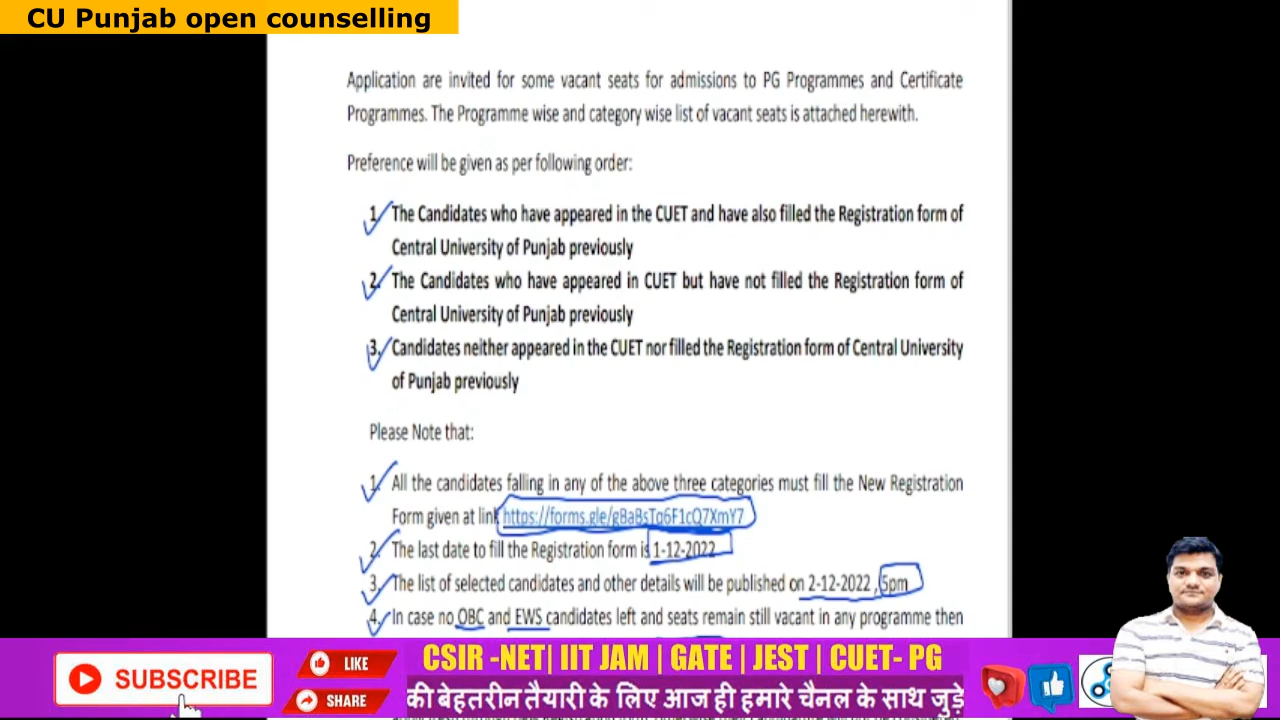 CU Punjab open counselling
Application are invited for some vacant seats for admissions to PG Programmes and Certificate
Programmes. The Programme wise and category wise list of vacant seats is attached herewith.
Preference will be given as per following order:
1. The Candidates who have appeared in the CUET and have also filled the Registration form of
Central University of Punjab previously
2. The Candidates who have appeared in CUET but have not filled the Registration form of
Central University of Punjab previously
3. Candidates neither appeared in the CUET nor filled the Registration form of Central University
of Punjab previously
Please Note that:
1. All the candidates falling in any of the above three categories must fill the New Registration
Form given at link https://forms.gle/gBaBsTq6F1cQ7XmY7
2. The last date to fill the Registration form is 1-12-2022
3. The list of selected candidates and other details will be published on 2-12-2022 , 5pm
4. In case no OBC and EWS candidates left and seats remain still vacant in any programme then
SUBSCRIBE
LIKE
SHARE
CSIR -NET| IIT JAM | GATE | JEST | CUET- PG
की बेहतरीन तैयारी के लिए आज ही हमारे चैनल के साथ जुड़े